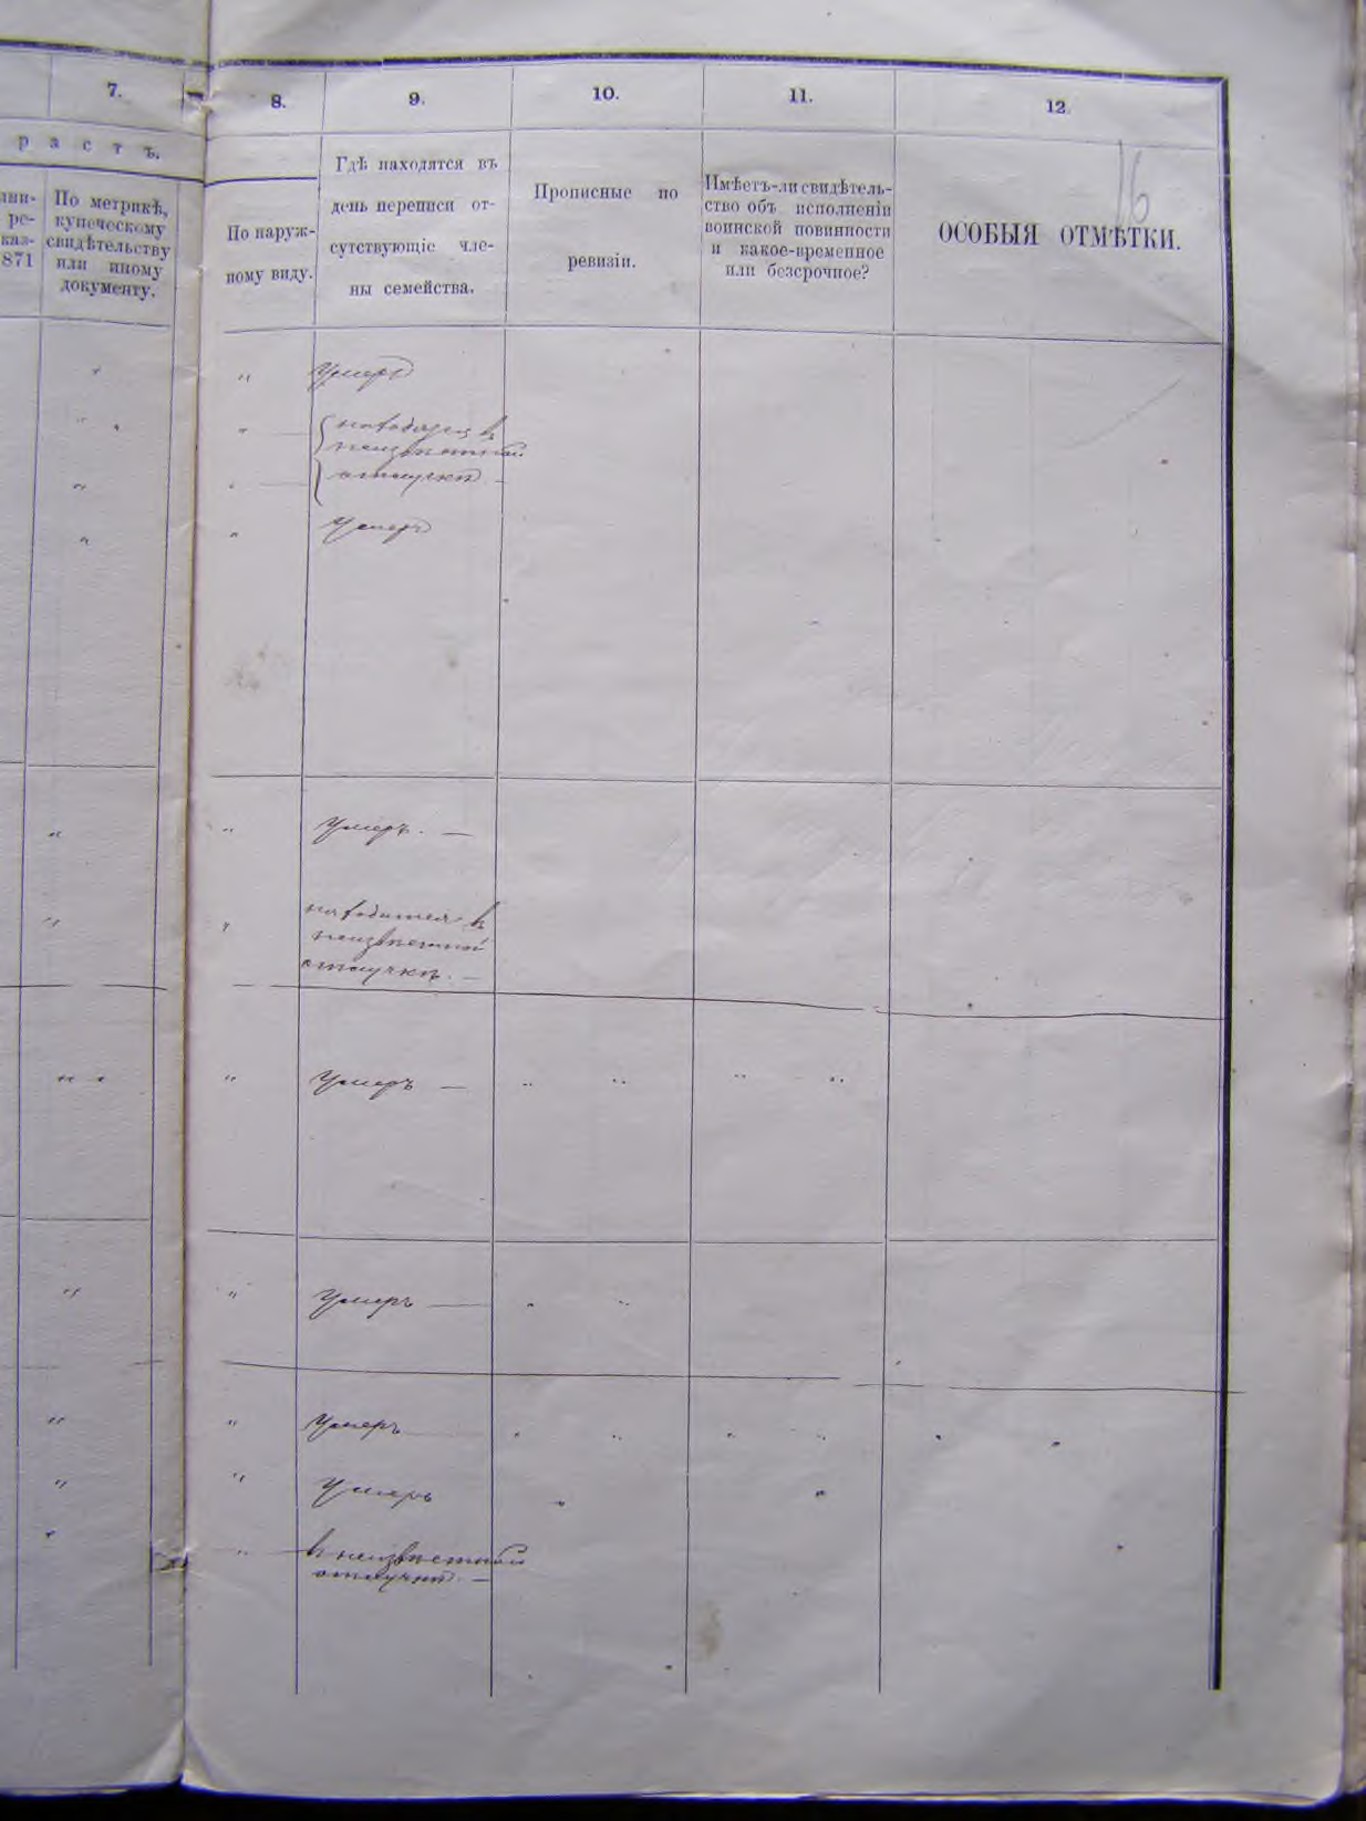 7.
8.
9.
10.
11.
12.
16
растъ.
По метрикѣ,
купеческому
свидѣтельству
или иному
документу.
871
По наруж-
ному виду.
Гдѣ находятся въ
день переписи от-
сутствующіе чле-
ны семейства.
Прописные по
ревизіи.
Имѣетъ-ли свидѣтель-
ство объ исполненіи
воинской повинности
и какое-временное
или безсрочное?
ОСОБЫЯ ОТМѢТКИ.
" Умеръ
" находятся въ
неизвѣстной
" отлучкѣ
" Умеръ
" Умеръ. —
" находится въ
неизвѣстной
отлучкѣ. —
" Умеръ —
" Умеръ —
" Умеръ
" Умеръ
" въ неизвѣстной
отлучкѣ. —